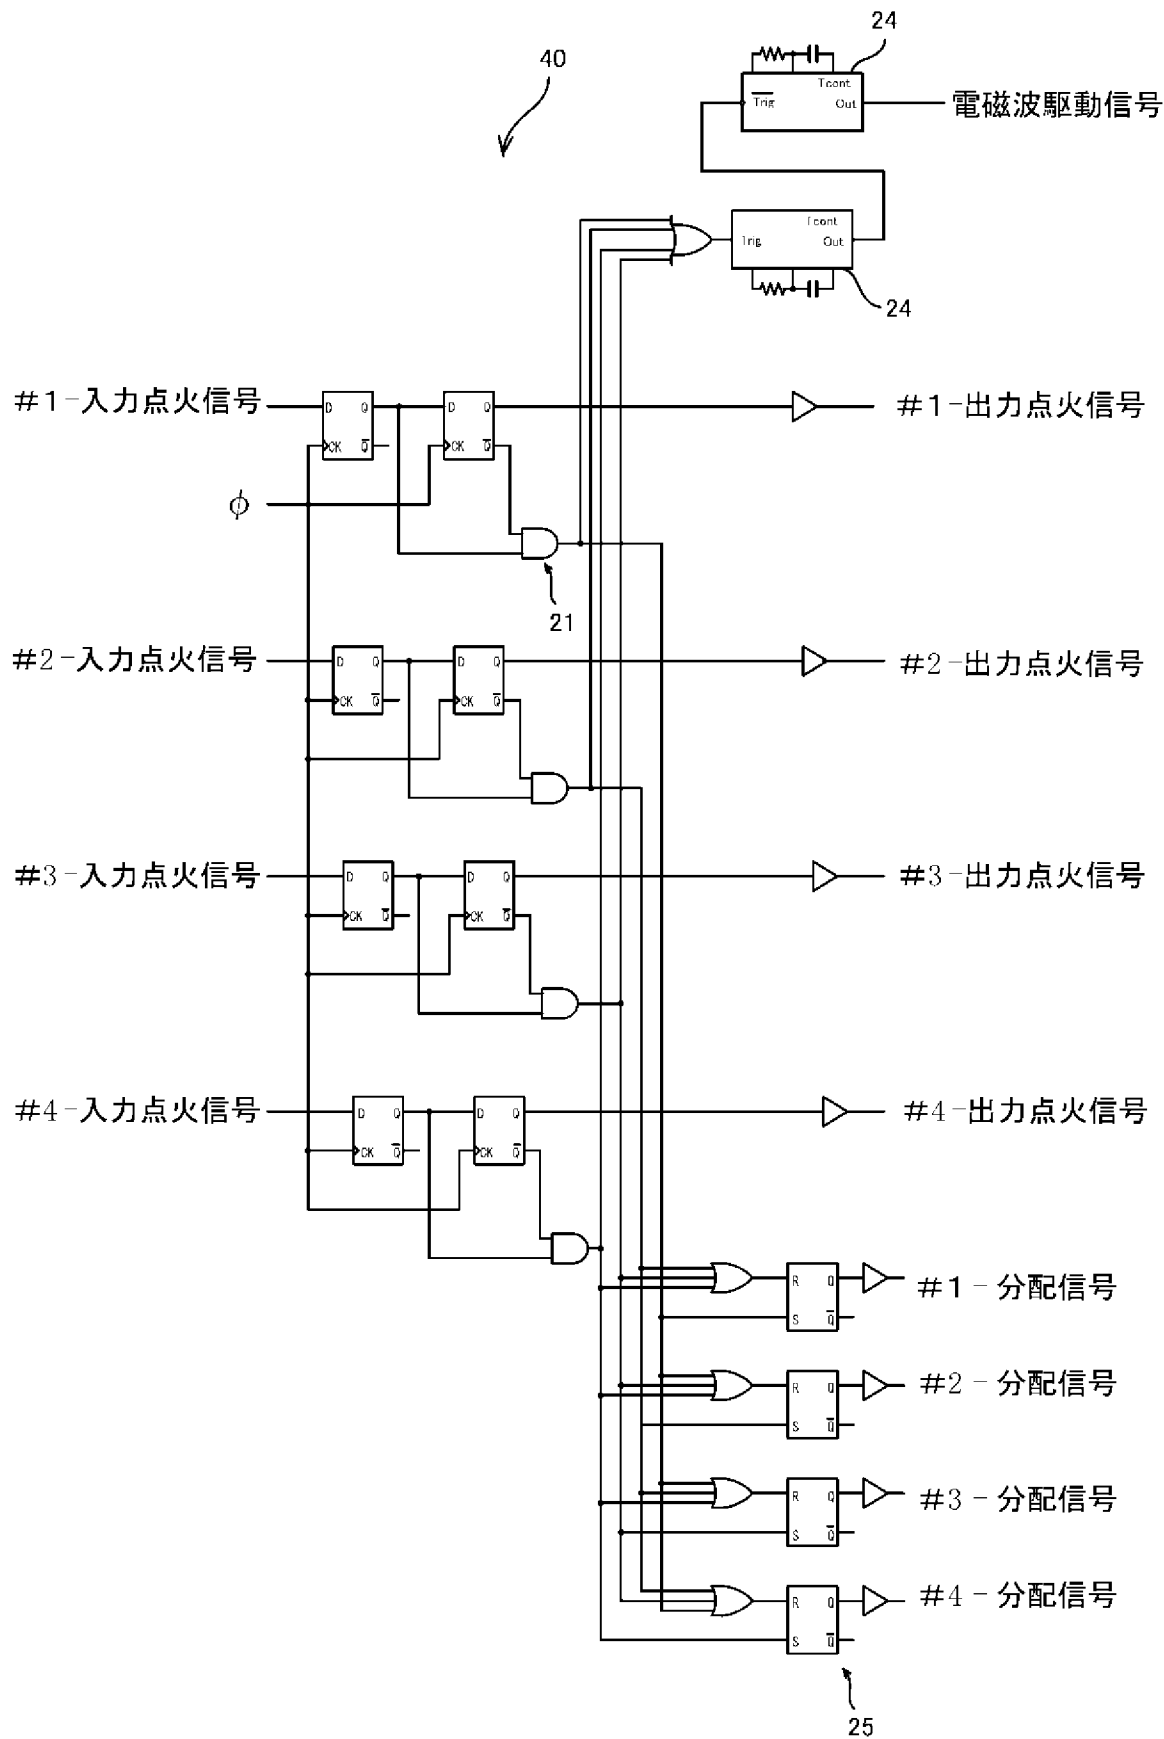 24
40
Tcont
Trig
Out
電磁波駆動信号
Tcont
Trig
Out
24
#1-入力点火信号
D Q
CK Q
D Q
CK Q
#1-出力点火信号
φ
21
#2-入力点火信号
D Q
CK Q
D Q
CK Q
#2-出力点火信号
#3-入力点火信号
D Q
CK Q
D Q
CK Q
#3-出力点火信号
#4-入力点火信号
D Q
CK Q
D Q
CK Q
#4-出力点火信号
R Q
S Q
#1-分配信号
R Q
S Q
#2-分配信号
R Q
S Q
#3-分配信号
R Q
S Q
#4-分配信号
25